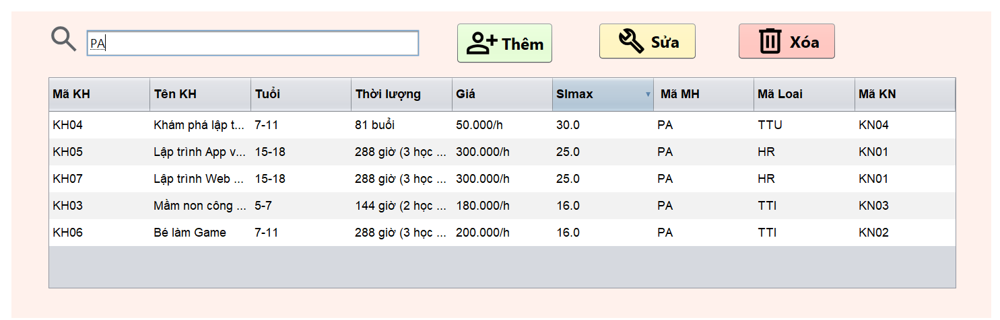 PA Thêm Sửa Xóa
Mã KH Tên KH Tuổi Thời lượng Giá Slmax Mã MH Mã Loai Mã KN
KH04 Khám phá lập t... 7-11 81 buổi 50.000/h 30.0 PA TTU KN04
KH05 Lập trình App v... 15-18 288 giờ (3 học ... 300.000/h 25.0 PA HR KN01
KH07 Lập trình Web ... 15-18 288 giờ (3 học ... 300.000/h 25.0 PA HR KN01
KH03 Mầm non công ... 5-7 144 giờ (2 học ... 180.000/h 16.0 PA TTI KN03
KH06 Bé làm Game 7-11 288 giờ (3 học ... 200.000/h 16.0 PA TTI KN02